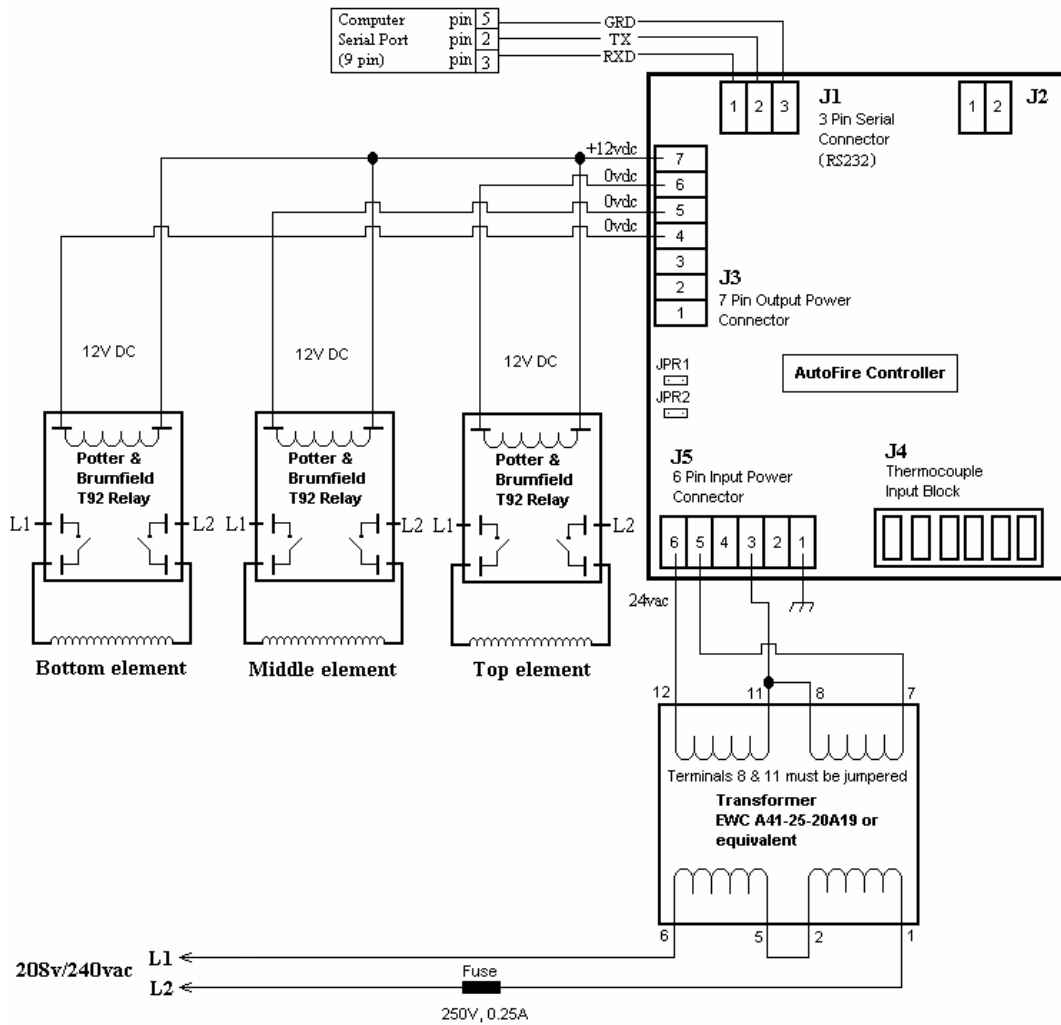 Computer pin 5
Serial Port pin 2
(9 pin) pin 3
GRD
TX
RXD
1 2 3
J1
3 Pin Serial
Connector
(RS232)
1 2
J2
+12vdc
0vdc
0vdc
0vdc
7
6
5
4
3
2
1
J3
7 Pin Output Power
Connector
12V DC
12V DC
12V DC
JPR1
JPR2
AutoFire Controller
Potter &
Brumfield
T92 Relay
L1 L2
Bottom element
Potter &
Brumfield
T92 Relay
L1 L2
Middle element
Potter &
Brumfield
T92 Relay
L1 L2
Top element
J5
6 Pin Input Power
Connector
6 5 4 3 2 1
J4
Thermocouple
Input Block
24vac
12 11 8 7
Terminals 8 & 11 must be jumpered
Transformer
EWC A41-25-20A19 or
equivalent
6 5 2 1
208v/240vac
L1
L2
Fuse
250V, 0.25A